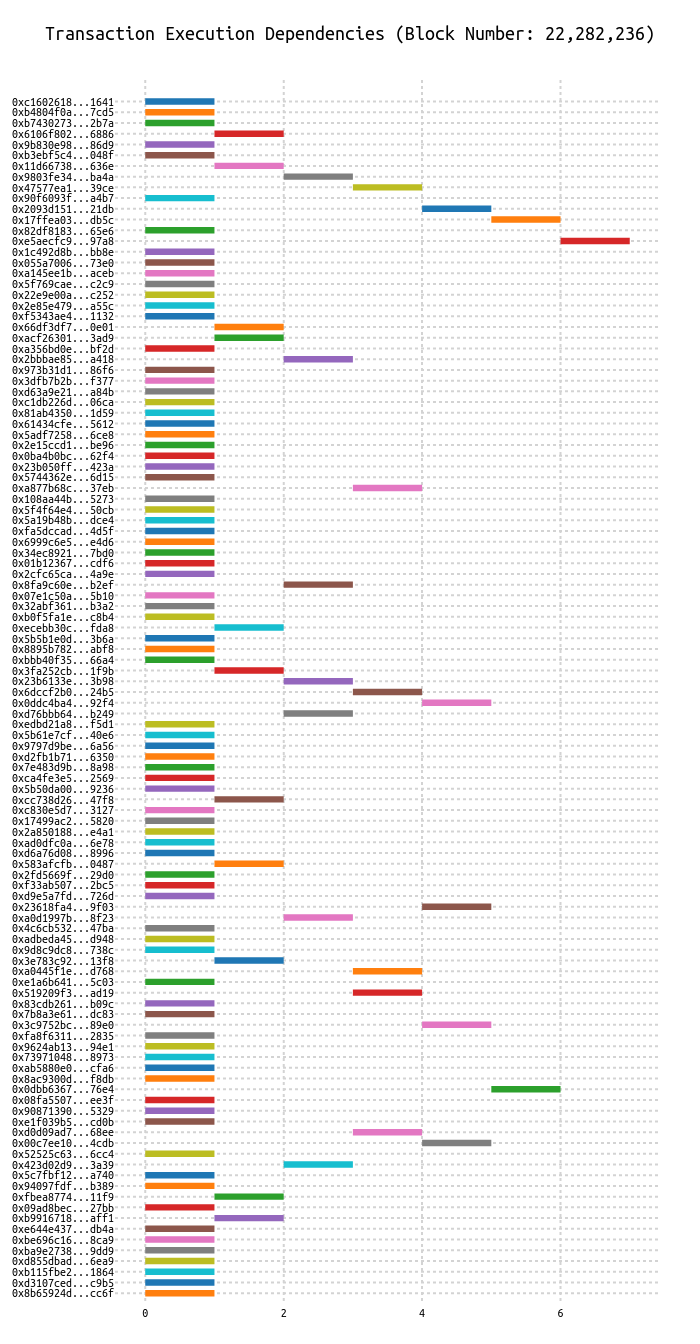 Transaction Execution Dependencies (Block Number: 22,282,236)
0xc1602618...1641
0xb4804f0a...7cd5
0xb7430273...2b7a
0x6106f802...6886
0x9b830e98...86d9
0xb3ebf5c4...048f
0x11d66738...636e
0x9803fe34...ba4a
0x47577ea1...39ce
0x90f6093f...a4b7
0x2093d151...21db
0x17ffea03...db5c
0x82df8183...65e6
0xe5aecfc9...97a8
0x1c492d8b...bb8e
0x055a7006...73e0
0xa145ee1b...aceb
0x5f769cae...c2c9
0x22e9e00a...c252
0x2e85e479...a55c
0xf5343ae4...1132
0x66df3df7...0e01
0xacf26301...3ad9
0xa356bd0e...bf2d
0x2bbbae85...a418
0x973b31d1...86f6
0x3dfb7b2b...f377
0xd63a9e21...a84b
0xc1db226d...06ca
0x81ab4350...1d59
0x61434cfe...5612
0x5adf7258...6ce8
0x2e15ccd1...be96
0x0ba4b0bc...62f4
0x23b050ff...423a
0x5744362e...6d15
0xa877b68c...37eb
0x108aa44b...5273
0x5f4f64e4...50cb
0x5a19b48b...dce4
0xfa5dccad...4d5f
0x6999c6e5...e4d6
0x34ec8921...7bd0
0x01b12367...cdf6
0x2cfc65ca...4a9e
0x8fa9c60e...b2ef
0x07e1c50a...5b10
0x32abf361...b3a2
0xb0f5fa1e...c8b4
0xecebb30c...fda8
0x5b5b1e0d...3b6a
0x8895b782...abf8
0xbbb40f35...66a4
0x3fa252cb...1f9b
0x23b6133e...3b98
0x6dccf2b0...24b5
0x0ddc4ba4...92f4
0xd76bbb64...b249
0xedbd21a8...f5d1
0x5b61e7cf...40e6
0x9797d9be...6a56
0xd2fb1b71...6350
0x7e483d9b...8a98
0xca4fe3e5...2569
0x5b50da00...9236
0xcc738d26...47f8
0xc830e5d7...3127
0x17499ac2...5820
0x2a850188...e4a1
0xad0dfc0a...6e78
0xd6a76d08...8996
0x583afcfb...0487
0x2fd5669f...29d0
0xf33ab507...2bc5
0xd9e5a7fd...726d
0x23618fa4...9f03
0xa0d1997b...8f23
0x4c6cb532...47ba
0xadbeda45...d948
0x9d8c9dc8...738c
0x3e783c92...13f8
0xa0445f1e...d768
0xe1a6b641...5c03
0x519209f3...ad19
0x83cdb261...b09c
0x7b8a3e61...dc83
0x3c9752bc...89e0
0xfa8f6311...2835
0x9624ab13...94e1
0x73971048...8973
0xab5880e0...cfa6
0x8ac9300d...f8db
0x0dbb6367...76e4
0x08fa5507...ee3f
0x90871390...5329
0xe1f039b5...cd0b
0xd0d09ad7...68ee
0x00c7ee10...4cdb
0x52525c63...6cc4
0x423d02d9...3a39
0x5c7fbf12...a740
0x94097fdf...b389
0xfbea8774...11f9
0x09ad8bec...27bb
0xb9916718...aff1
0xe644e437...db4a
0xbe696c16...8ca9
0xba9e2738...9dd9
0xd855dbad...6ea9
0xb115fbe2...1864
0xd3107ced...c9b5
0x8b65924d...cc6f
0 2 4 6